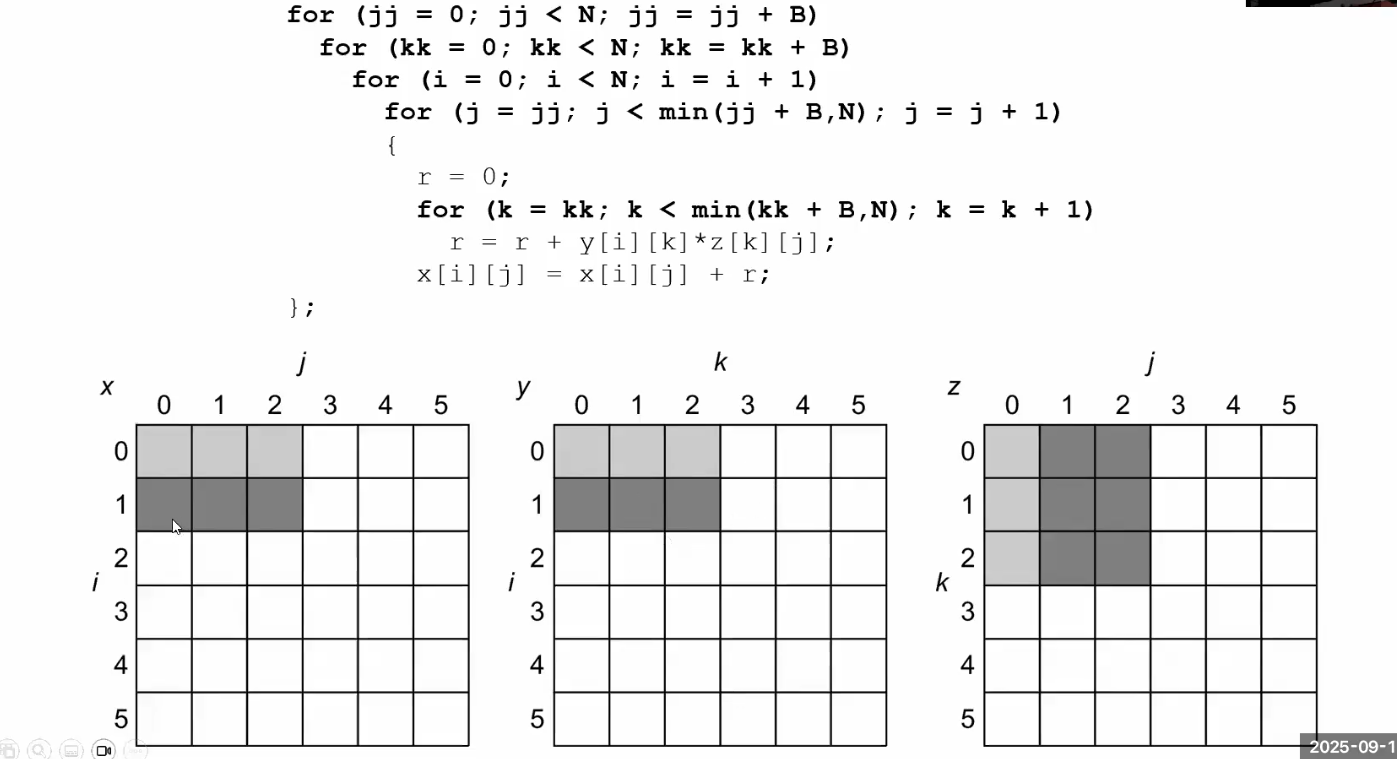 for (jj = 0; jj < N; jj = jj + B)
for (kk = 0; kk < N; kk = kk + B)
for (i = 0; i < N; i = i + 1)
for (j = jj; j < min(jj + B,N); j = j + 1)
{
r = 0;
for (k = kk; k < min(kk + B,N); k = k + 1)
r = r + y[i][k]*z[k][j];
x[i][j] = x[i][j] + r;
};
x j
0 1 2 3 4 5
0
1
2
i
3
4
5
y k
0 1 2 3 4 5
0
1
2
i
3
4
5
z j
0 1 2 3 4 5
0
1
2
k
3
4
5
2025-09-1